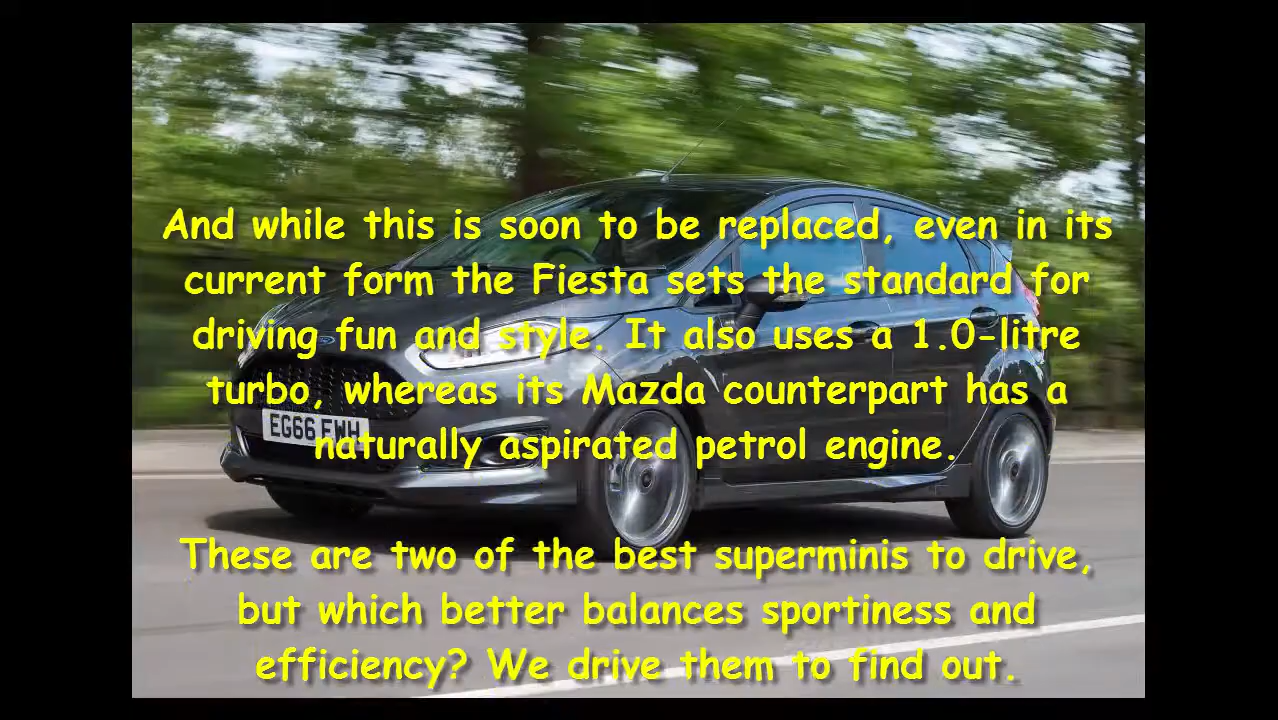 And while this is soon to be replaced, even in its
current form the Fiesta sets the standard for
driving fun and style. It also uses a 1.0-litre
turbo, whereas its Mazda counterpart has a
EG66 FWH
naturally aspirated petrol engine.
These are two of the best superminis to drive,
but which better balances sportiness and
efficiency? We drive them to find out.